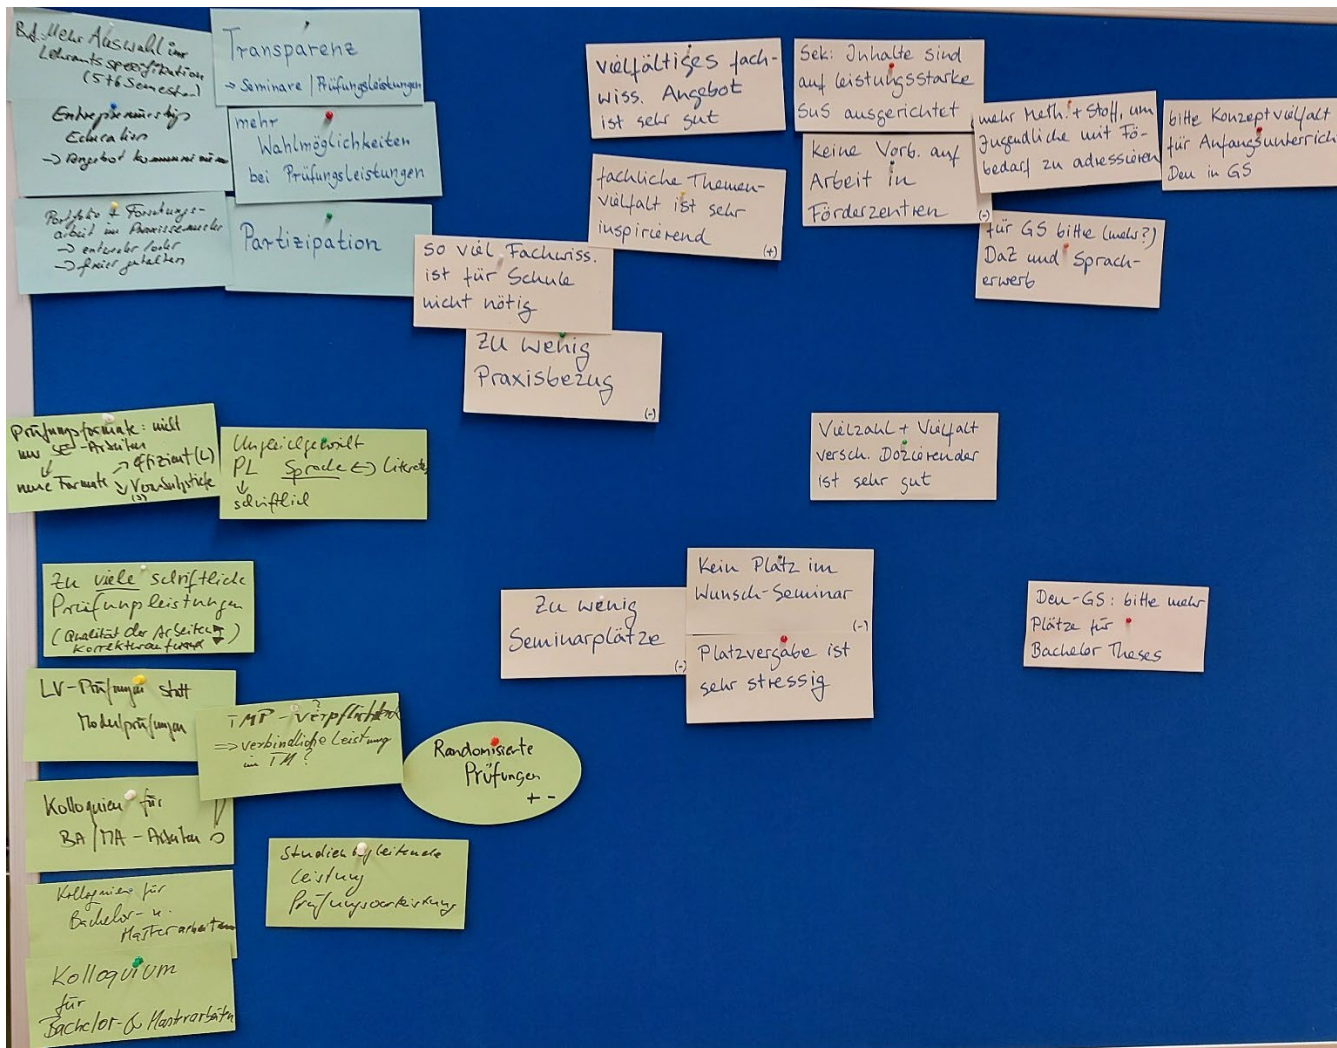 Bed. Mehr Auswahl im
Lehramtsspezifikation
(5+6 Semester)
Entrepreneurship
Education
→ Angebot
Portfolio + Forschungs-
arbeit im Praxissemester
→ entweder oder
→ freier gestalten
Transparenz
→ Seminare / Prüfungsleistungen
mehr
Wahlmöglichkeiten
bei Prüfungsleistungen
Partizipation
so viel Fachwiss.
ist für Schule
nicht nötig
zu wenig
Praxisbezug
(-)
vielfältiges fach-
wiss. Angebot
ist sehr gut
fachliche Themen-
vielfalt ist sehr
inspirierend
(+)
Sek: Inhalte sind
auf leistungsstarke
SuS ausgerichtet
Keine Vorb. auf
Arbeit in
Förderzentren
(-)
mehr Meth. + Stoff, um
Jugendliche mit Fö-
bedarf zu adressieren
bitte Konzeptvielfalt
für Anfangsunterrich
Deu in GS
für GS bitte (mehr?)
DaZ und Sprach-
erwerb
Prüfungsformate: nicht
nur SE-Arbeiten
neue Formate
→ effizient (L)
Ungleichgewicht
PL Sprache ↔ Literatur
↓
schriftlich
Vielzahl + Vielfalt
versch. Dozierender
ist sehr gut
Zu viele schriftliche
Prüfungsleistungen
(Qualität der Arbeiten
Korrekturaufwand)
Zu wenig
Seminarplätze
(-)
Kein Platz im
Wunsch-Seminar
(-)
Platzvergabe ist
sehr stressig
Deu-GS: bitte mehr
Plätze für
Bachelor Theses
LV-Prüfungen statt
Modulprüfungen
TMP-verpflichtend
⇒ verbindliche Leistung
im TM?
Randomisierte
Prüfungen
+ -
Kolloquien für
BA/MA-Arbeiten
Studienbegleitende
Leistung
Prüfungsvorleistung
Kolloquien für
Bachelor- u.
Masterarbeiten
Kolloquium
für
Bachelor- & Masterarbeiten